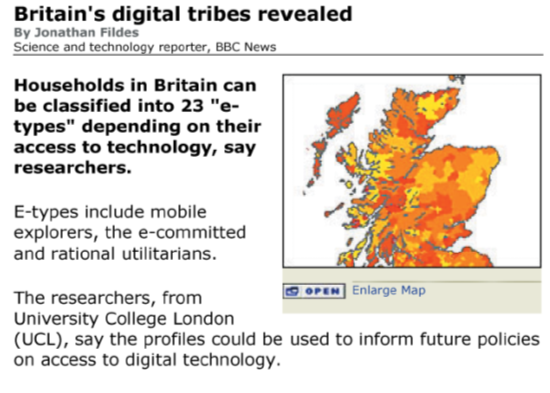 Britain's digital tribes revealed
By Jonathan Fildes
Science and technology reporter, BBC News
Households in Britain can
be classified into 23 "e-
types" depending on their
access to technology, say
researchers.
E-types include mobile
explorers, the e-committed
and rational utilitarians.
OPEN Enlarge Map
The researchers, from
University College London
(UCL), say the profiles could be used to inform future policies
on access to digital technology.